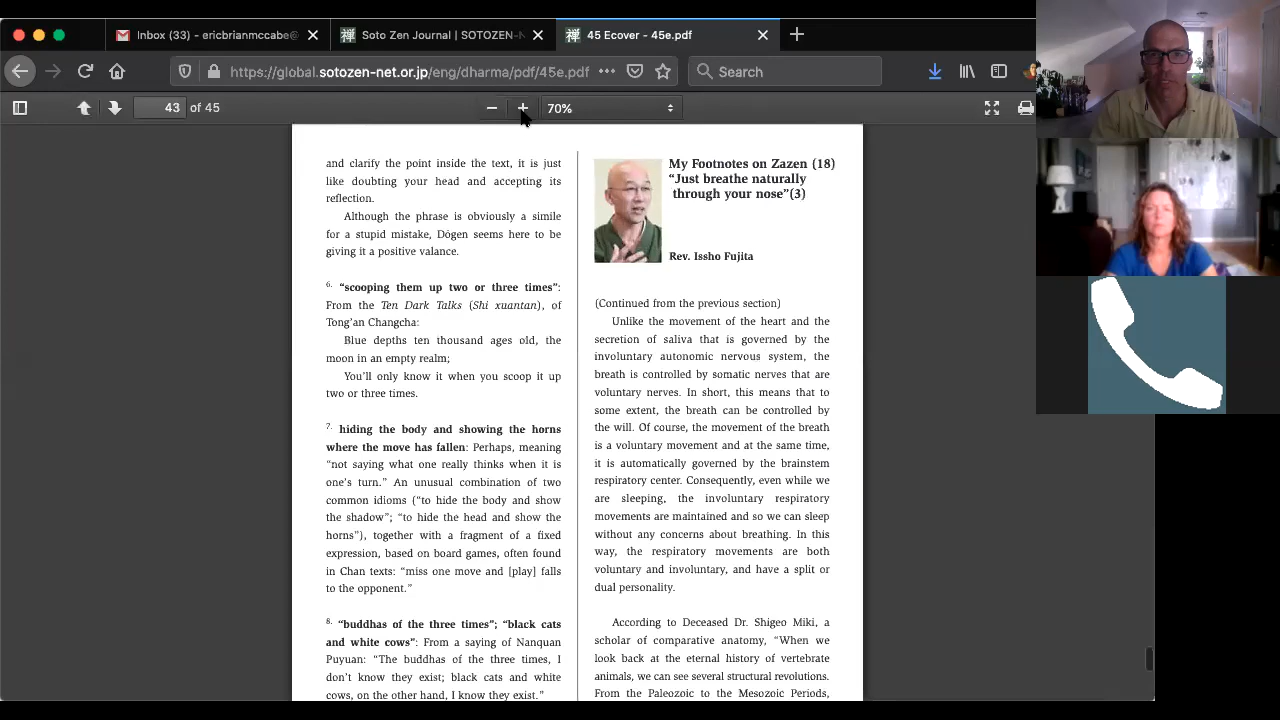 Inbox (33) - ericbrianmccabe@
Soto Zen Journal | SOTOZEN-N
45 Ecover - 45e.pdf
https://global.sotozen-net.or.jp/eng/dharma/pdf/45e.pdf
Search
43 of 45
70%
and clarify the point inside the text, it is just
like doubting your head and accepting its
reflection.
Although the phrase is obviously a simile
for a stupid mistake, Dōgen seems here to be
giving it a positive valance.
6. “scooping them up two or three times”:
From the Ten Dark Talks (Shi xuantan), of
Tong’an Changcha:
Blue depths ten thousand ages old, the
moon in an empty realm;
You’ll only know it when you scoop it up
two or three times.
7. hiding the body and showing the horns
where the move has fallen: Perhaps, meaning
“not saying what one really thinks when it is
one’s turn.” An unusual combination of two
common idioms (“to hide the body and show
the shadow”; “to hide the head and show the
horns”), together with a fragment of a fixed
expression, based on board games, often found
in Chan texts: “miss one move and [play] falls
to the opponent.”
8. “buddhas of the three times”; “black cats
and white cows”: From a saying of Nanquan
Puyuan: “The buddhas of the three times, I
don’t know they exist; black cats and white
cows, on the other hand, I know they exist.”
My Footnotes on Zazen (18)
“Just breathe naturally
through your nose”(3)
Rev. Issho Fujita
(Continued from the previous section)
Unlike the movement of the heart and the
secretion of saliva that is governed by the
involuntary autonomic nervous system, the
breath is controlled by somatic nerves that are
voluntary nerves. In short, this means that to
some extent, the breath can be controlled by
the will. Of course, the movement of the breath
is a voluntary movement and at the same time,
it is automatically governed by the brainstem
respiratory center. Consequently, even while we
are sleeping, the involuntary respiratory
movements are maintained and so we can sleep
without any concerns about breathing. In this
way, the respiratory movements are both
voluntary and involuntary, and have a split or
dual personality.
According to Deceased Dr. Shigeo Miki, a
scholar of comparative anatomy, “When we
look back at the eternal history of vertebrate
animals, we can see several structural revolutions.
From the Paleozoic to the Mesozoic Periods,